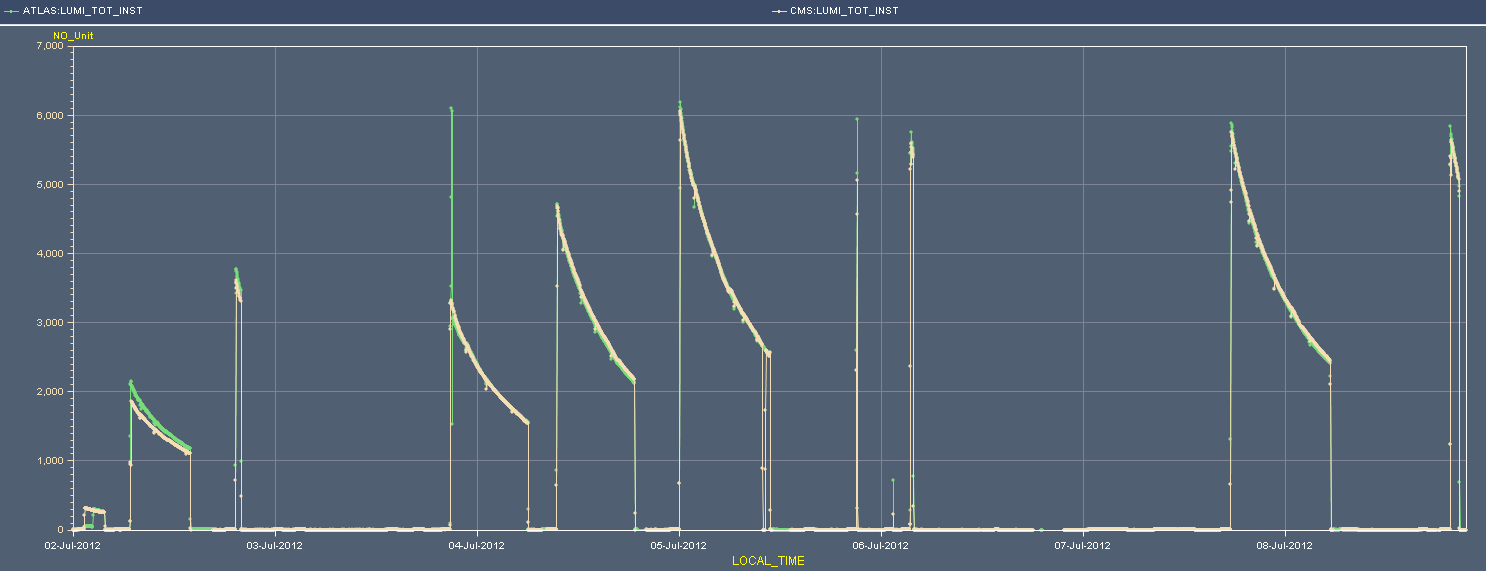 ATLAS:LUMI_TOT_INST CMS:LUMI_TOT_INST
NO_Unit
7,000
6,000
5,000
4,000
3,000
2,000
1,000
0
02-Jul-2012 03-Jul-2012 04-Jul-2012 05-Jul-2012 06-Jul-2012 07-Jul-2012 08-Jul-2012
LOCAL_TIME